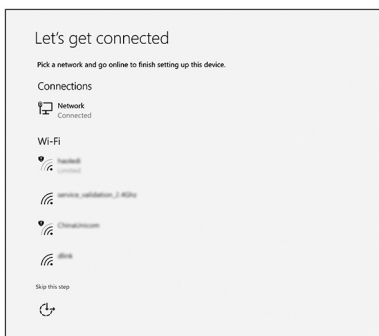 Let's get connected
Pick a network and go online to finish setting up this device.
Connections
Network
Connected
Wi-Fi
Limited
service_validation_2.4Ghz
ChinaUnicom
dlink
Skip this step